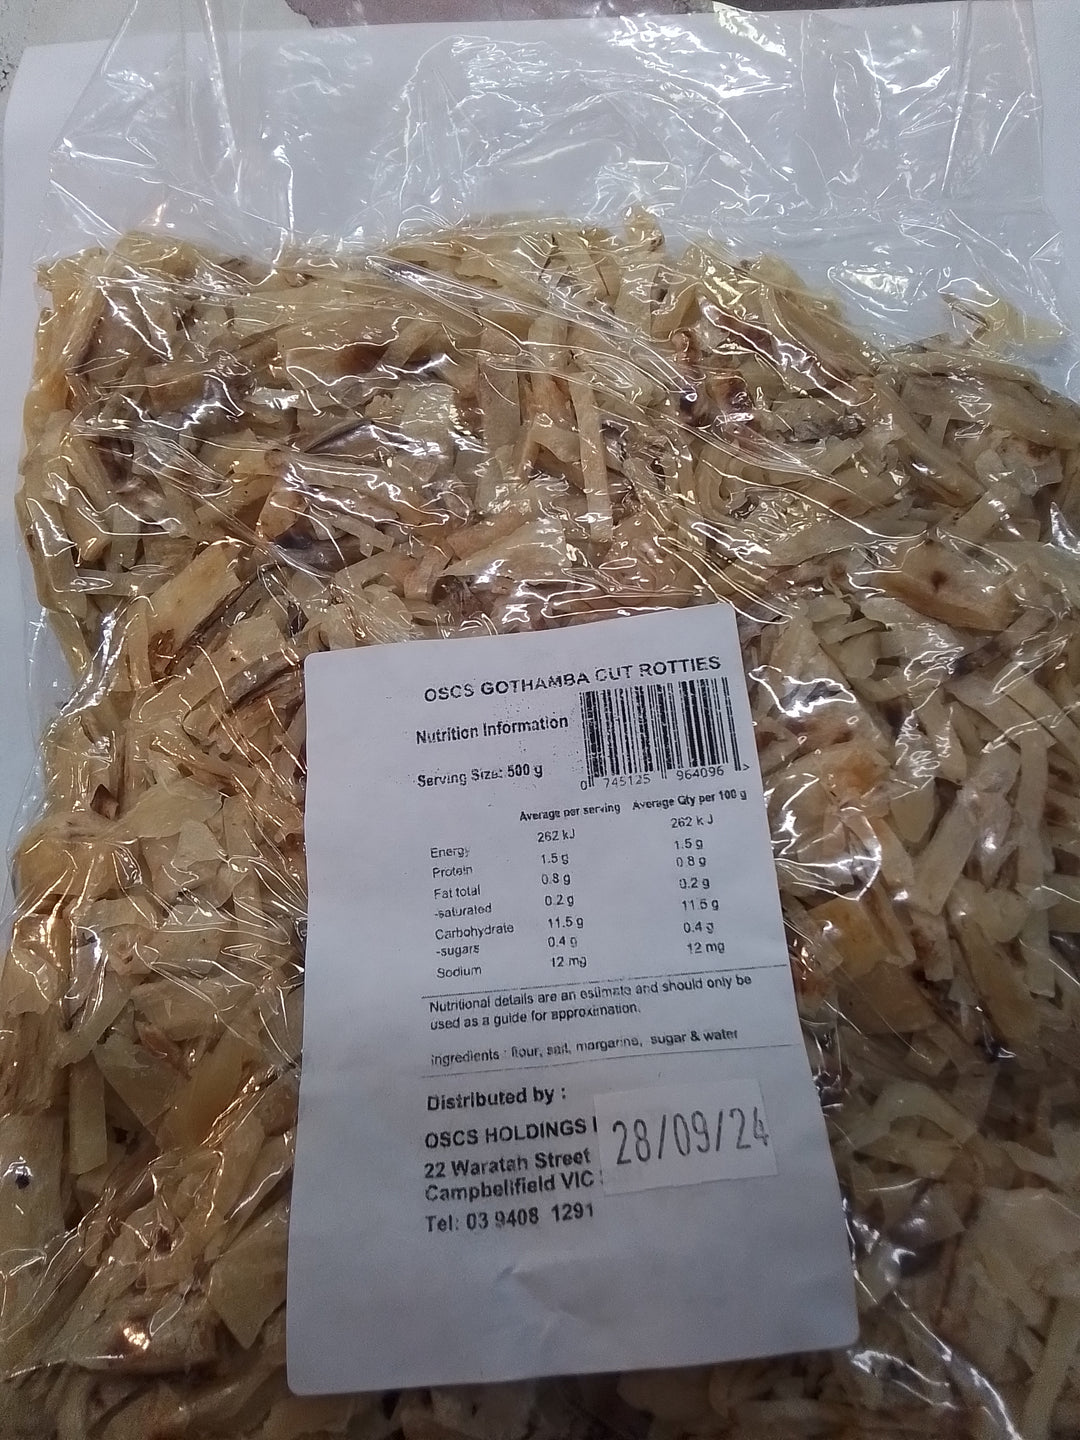 OSCS GOTHAMBA CUT ROTTIES
Nutrition Information
Serving Size: 500 g
0 745125 964096 >
Average per serving Average Qty per 100 g
Energy 262 kJ 262 k J
Protein 1.5 g 1.5 g
Fat total 0.8 g 0.8 g
-saturated 0.2 g 0.2 g
Carbohydrate 11.5 g 11.5 g
-sugars 0.4 g 0.4 g
Sodium 12 mg 12 mg
Nutritional details are an estimate and should only be
used as a guide for approximation.
ingredients : flour, salt, margarine, sugar & water
Distributed by :
OSCS HOLDINGS
22 Waratah Street
Campbellfield VIC
28/09/24
Tel: 03 9408 1291